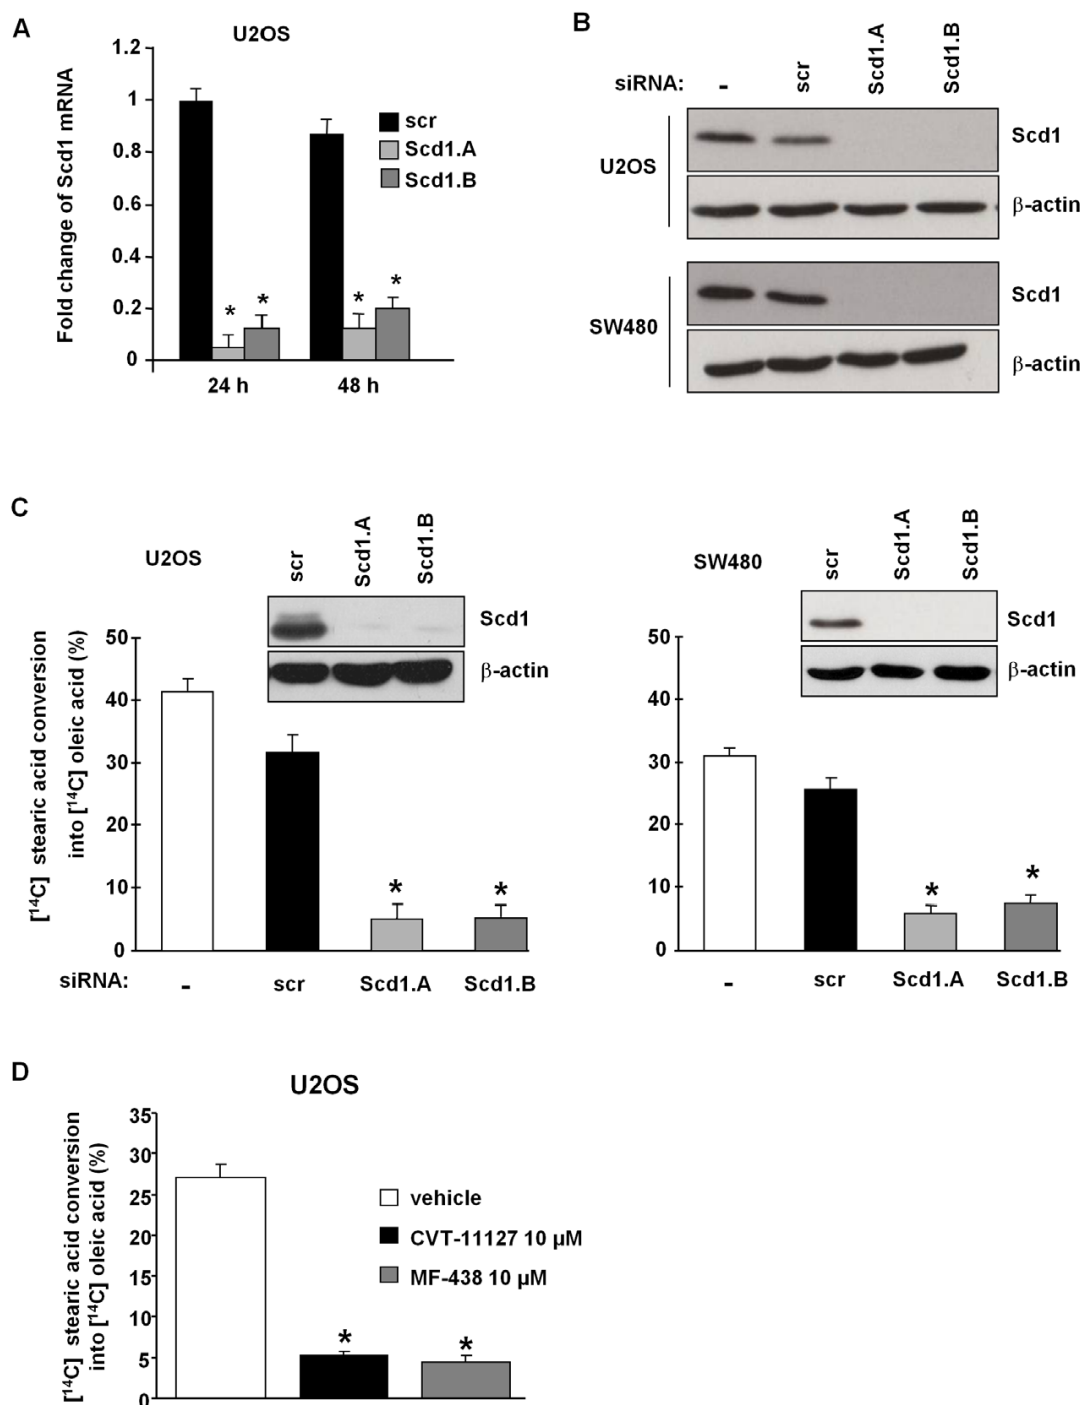 A
U2OS
Fold change of Scd1 mRNA
1.2
1
0.8
0.6
0.4
0.2
0
*
*
*
*
24 h
48 h
scr
Scd1.A
Scd1.B
B
siRNA:
-
scr
Scd1.A
Scd1.B
U2OS
Scd1
β-actin
SW480
Scd1
β-actin
C
U2OS
scr
Scd1.A
Scd1.B
Scd1
β-actin
[¹⁴C] stearic acid conversion
into [¹⁴C] oleic acid (%)
50
40
30
20
10
0
*
*
siRNA:
-
scr
Scd1.A
Scd1.B
SW480
scr
Scd1.A
Scd1.B
Scd1
β-actin
50
40
30
20
10
0
*
*
-
scr
Scd1.A
Scd1.B
D
U2OS
[¹⁴C] stearic acid conversion
into [¹⁴C] oleic acid (%)
35
30
25
20
15
10
5
0
*
*
vehicle
CVT-11127 10 µM
MF-438 10 µM